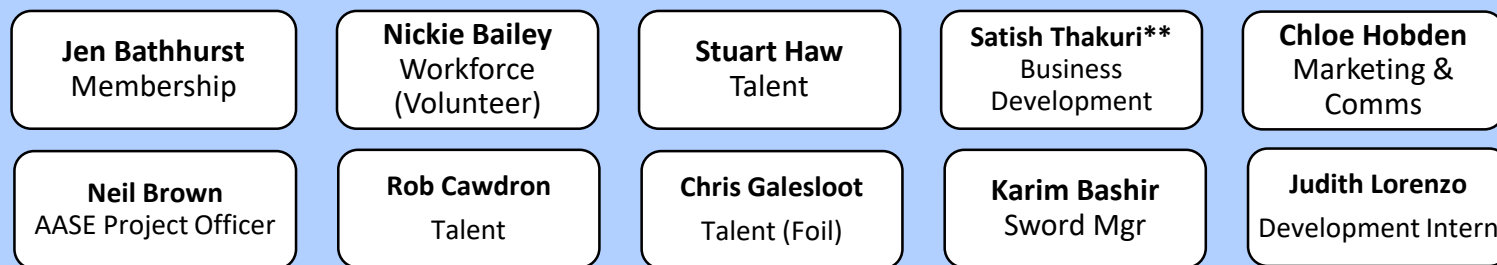 Jen Bathhurst
Membership
Nickie Bailey
Workforce
(Volunteer)
Stuart Haw
Talent
Satish Thakuri**
Business
Development
Chloe Hobden
Marketing &
Comms
Neil Brown
AASE Project Officer
Rob Cawdron
Talent
Chris Galesloot
Talent (Foil)
Karim Bashir
Sword Mgr
Judith Lorenzo
Development Intern